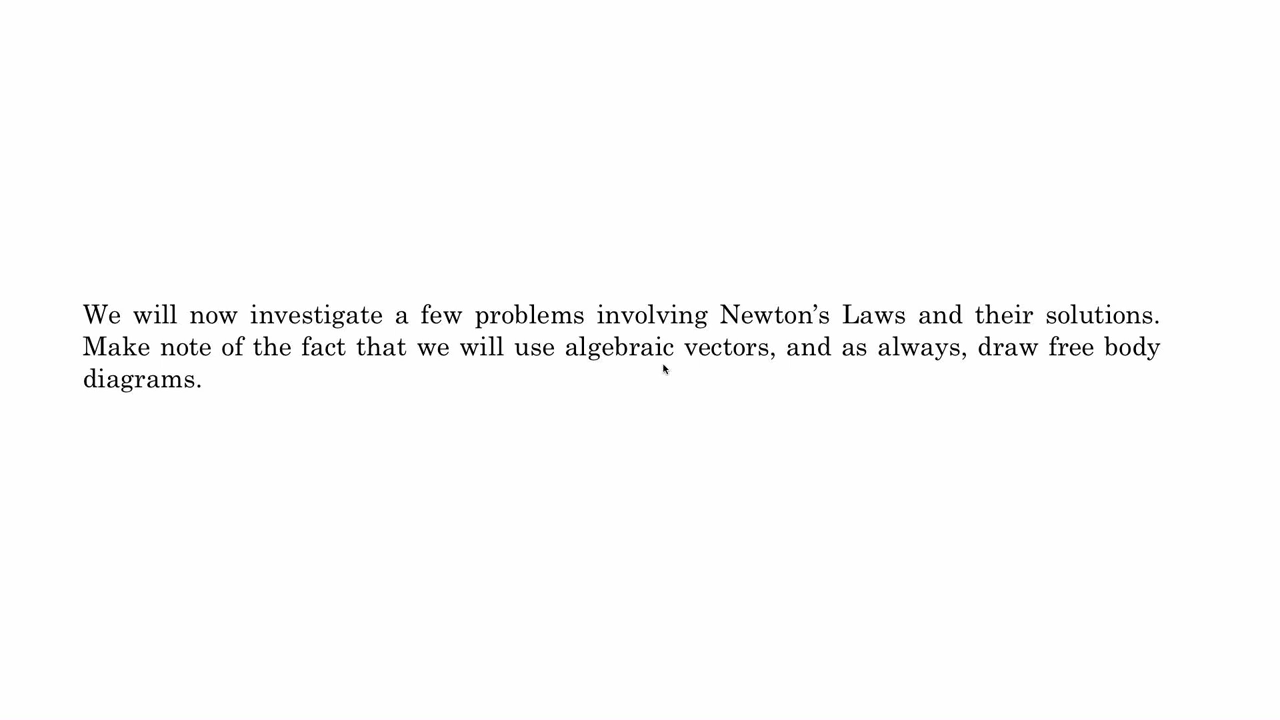 We will now investigate a few problems involving Newton’s Laws and their solutions.
Make note of the fact that we will use algebraic vectors, and as always, draw free body
diagrams.